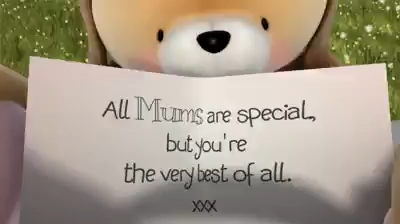 All Mums are special,
but you're
the very best of all.
xxx